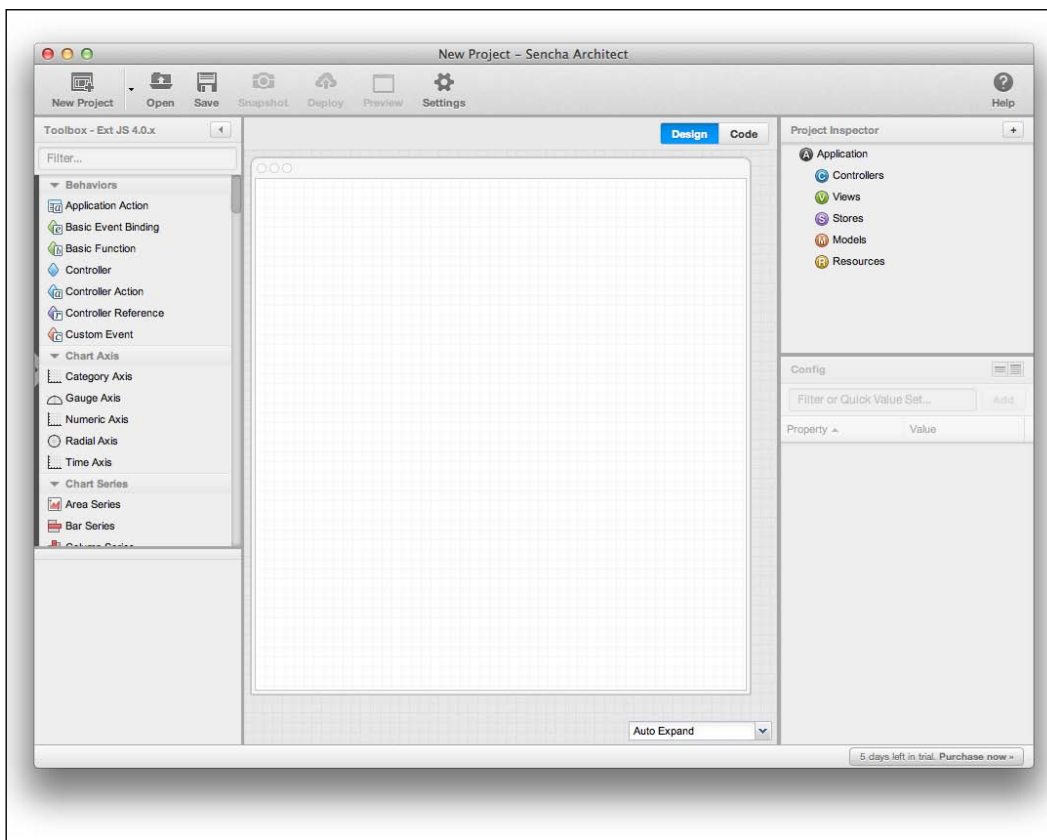 New Project – Sencha Architect
New Project
Open
Save
Snapshot
Deploy
Preview
Settings
Help
Toolbox - Ext JS 4.0.x
Filter...
Behaviors
Application Action
Basic Event Binding
Basic Function
Controller
Controller Action
Controller Reference
Custom Event
Chart Axis
Category Axis
Gauge Axis
Numeric Axis
Radial Axis
Time Axis
Chart Series
Area Series
Bar Series
Column Series
Design
Code
Auto Expand
Project Inspector
Application
Controllers
Views
Stores
Models
Resources
Config
Filter or Quick Value Set...
Add
Property
Value
5 days left in trial. Purchase now »